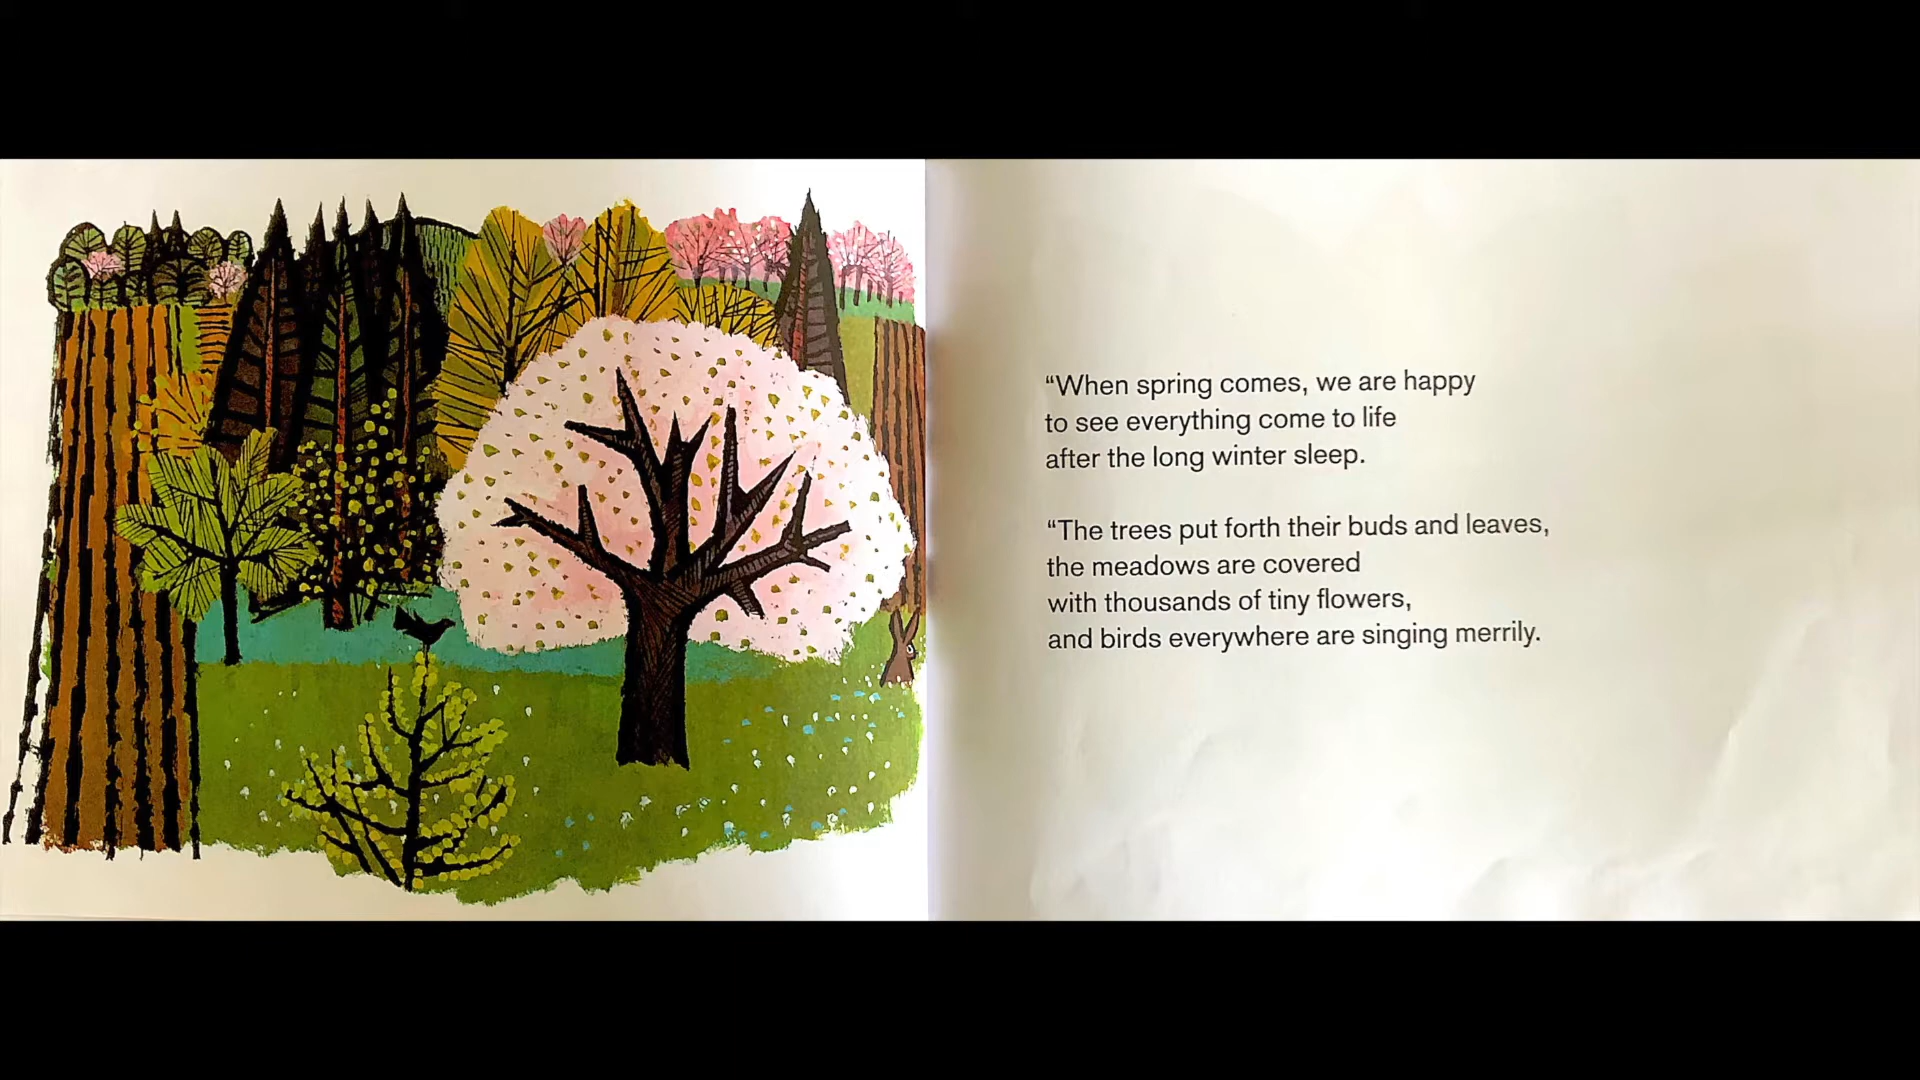 “When spring comes, we are happy
to see everything come to life
after the long winter sleep.
“The trees put forth their buds and leaves,
the meadows are covered
with thousands of tiny flowers,
and birds everywhere are singing merrily.